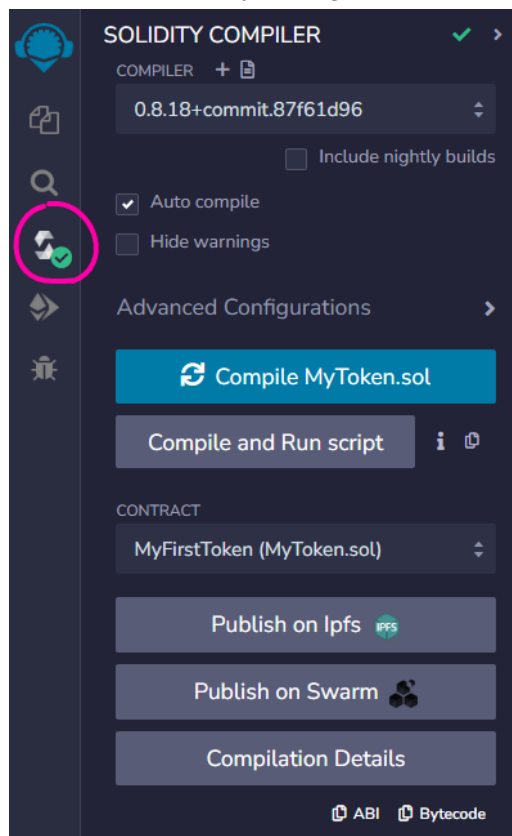 SOLIDITY COMPILER
COMPILER
0.8.18+commit.87f61d96
Include nightly builds
Auto compile
Hide warnings
Advanced Configurations
Compile MyToken.sol
Compile and Run script
CONTRACT
MyFirstToken (MyToken.sol)
Publish on Ipfs IPFS
Publish on Swarm
Compilation Details
ABI Bytecode